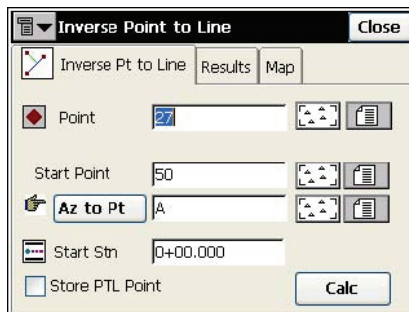 Inverse Point to Line Close
Inverse Pt to Line Results Map
Point 27
Start Point 50
Az to Pt A
Start Stn 0+00.000
Store PTL Point Calc